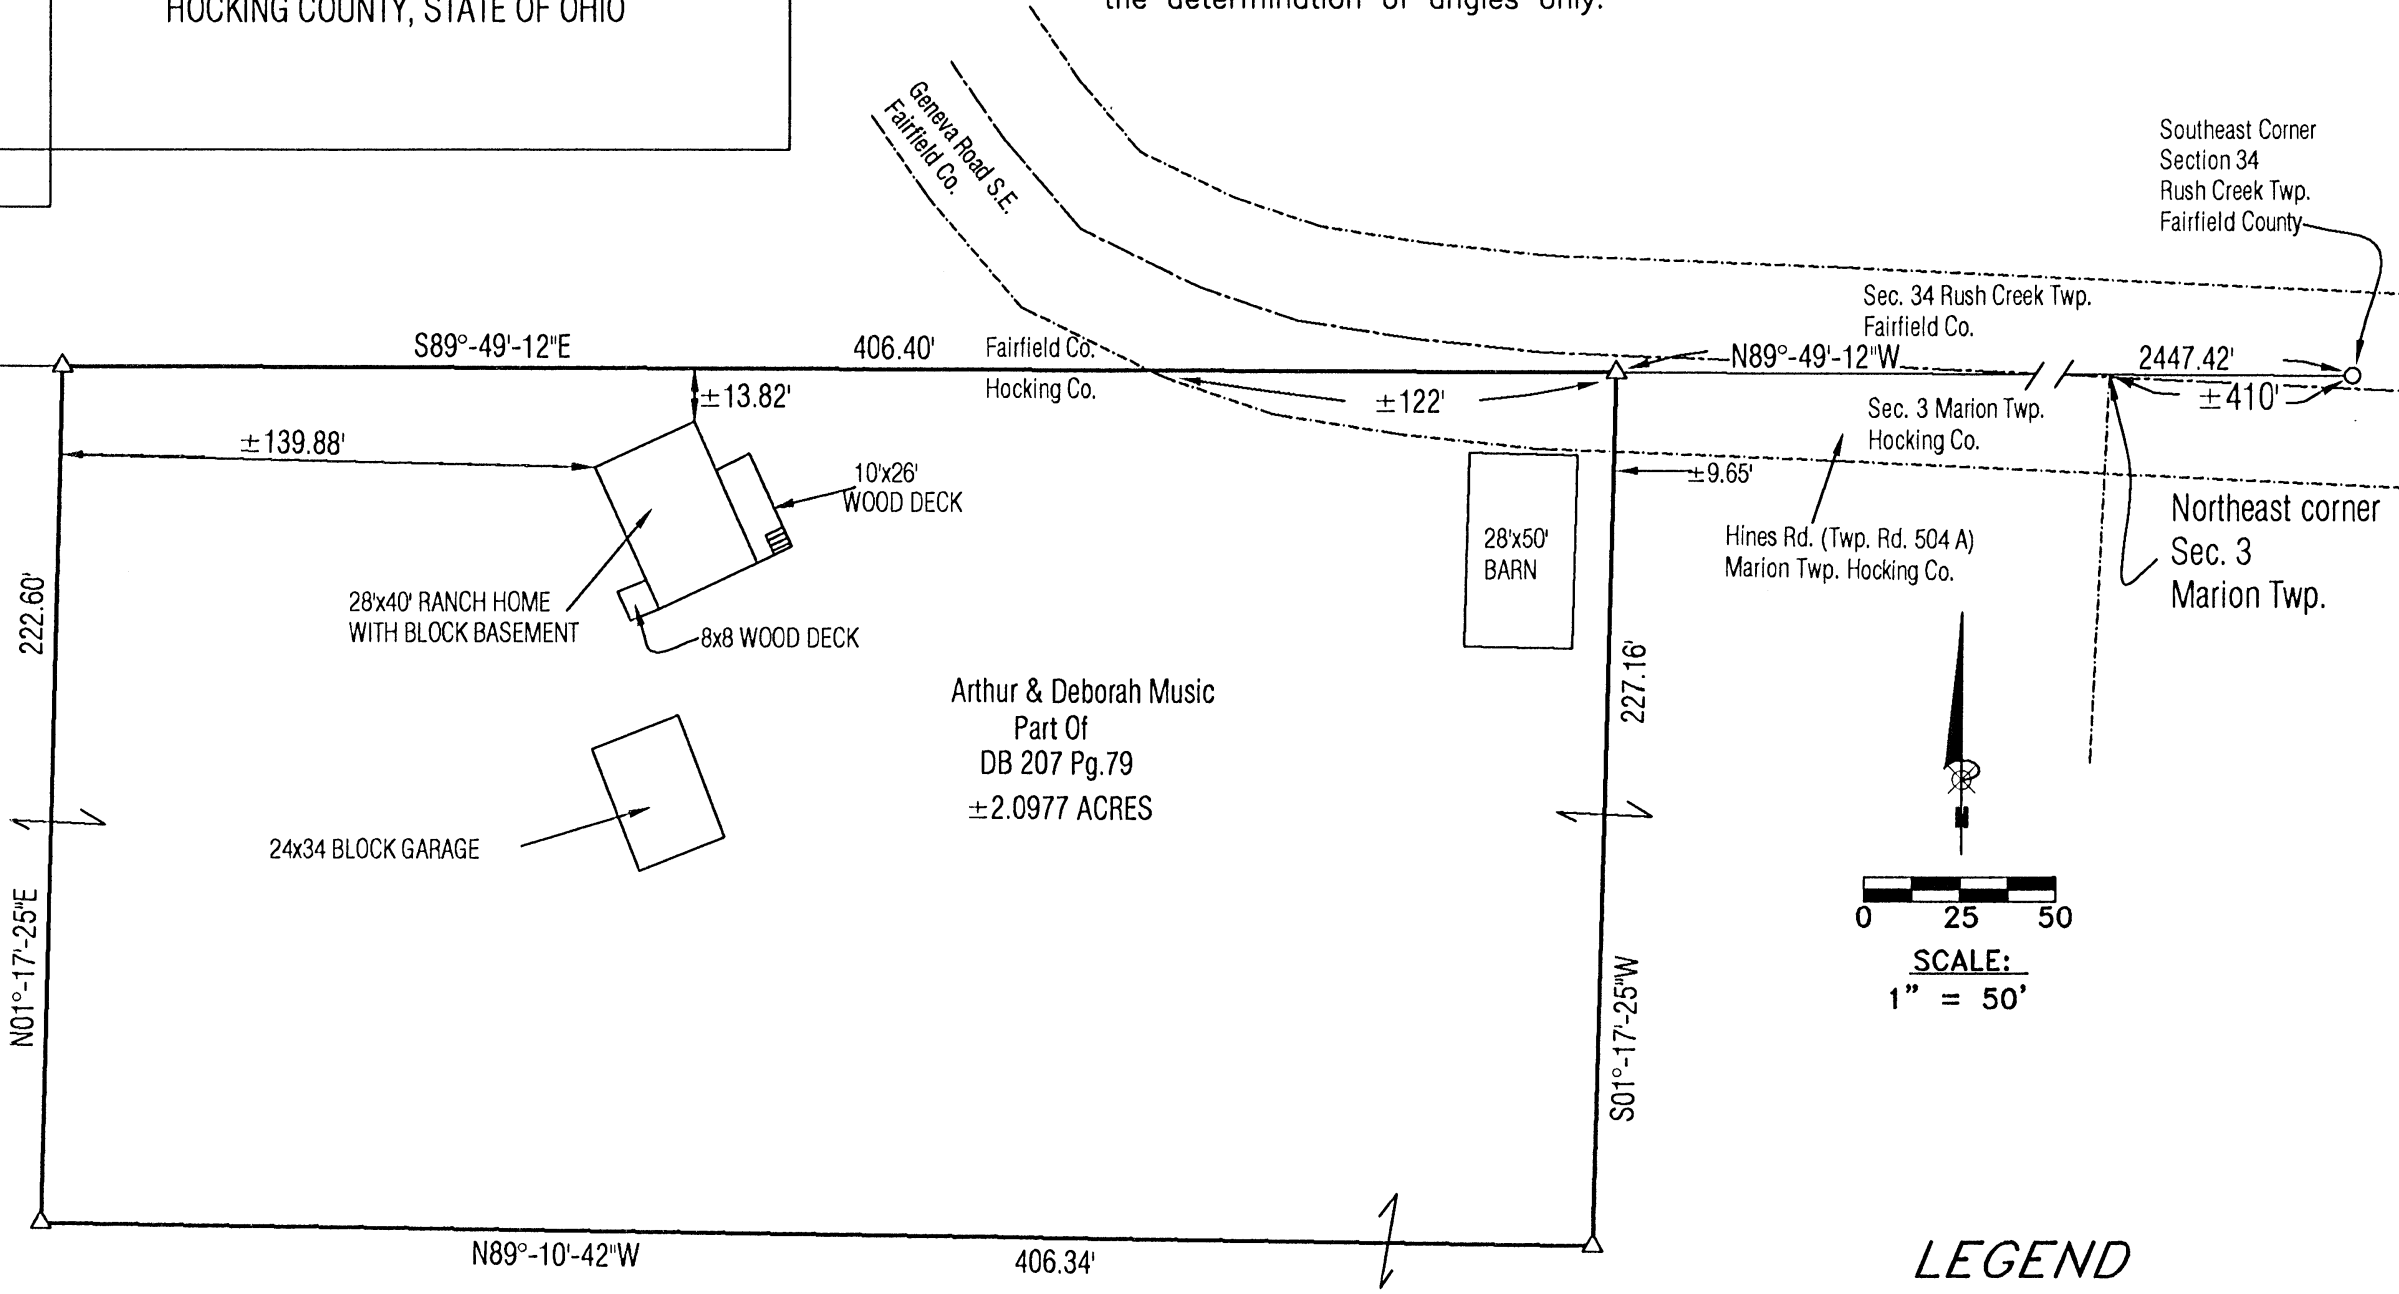 HOCKING COUNTY, STATE OF OHIO
the determination of angles only.
Geneva Road S.E.
Fairfield Co.
Southeast Corner
Section 34
Rush Creek Twp.
Fairfield County
Sec. 34 Rush Creek Twp.
Fairfield Co.
S89°-49'-12"E
406.40'
Fairfield Co.
Hocking Co.
N89°-49'-12"W
2447.42'
±410'
±13.82'
±122'
Sec. 3 Marion Twp.
Hocking Co.
±139.88'
10'x26'
WOOD DECK
±9.65'
28'x50'
BARN
Hines Rd. (Twp. Rd. 504 A)
Marion Twp. Hocking Co.
Northeast corner
Sec. 3
Marion Twp.
222.60'
28'x40' RANCH HOME
WITH BLOCK BASEMENT
8x8 WOOD DECK
227.16'
Arthur & Deborah Music
Part Of
DB 207 Pg.79
±2.0977 ACRES
24x34 BLOCK GARAGE
N
0 25 50
SCALE:
1" = 50'
N01°-17'-25"E
S01°-17'-25"W
N89°-10'-42"W
406.34'
LEGEND